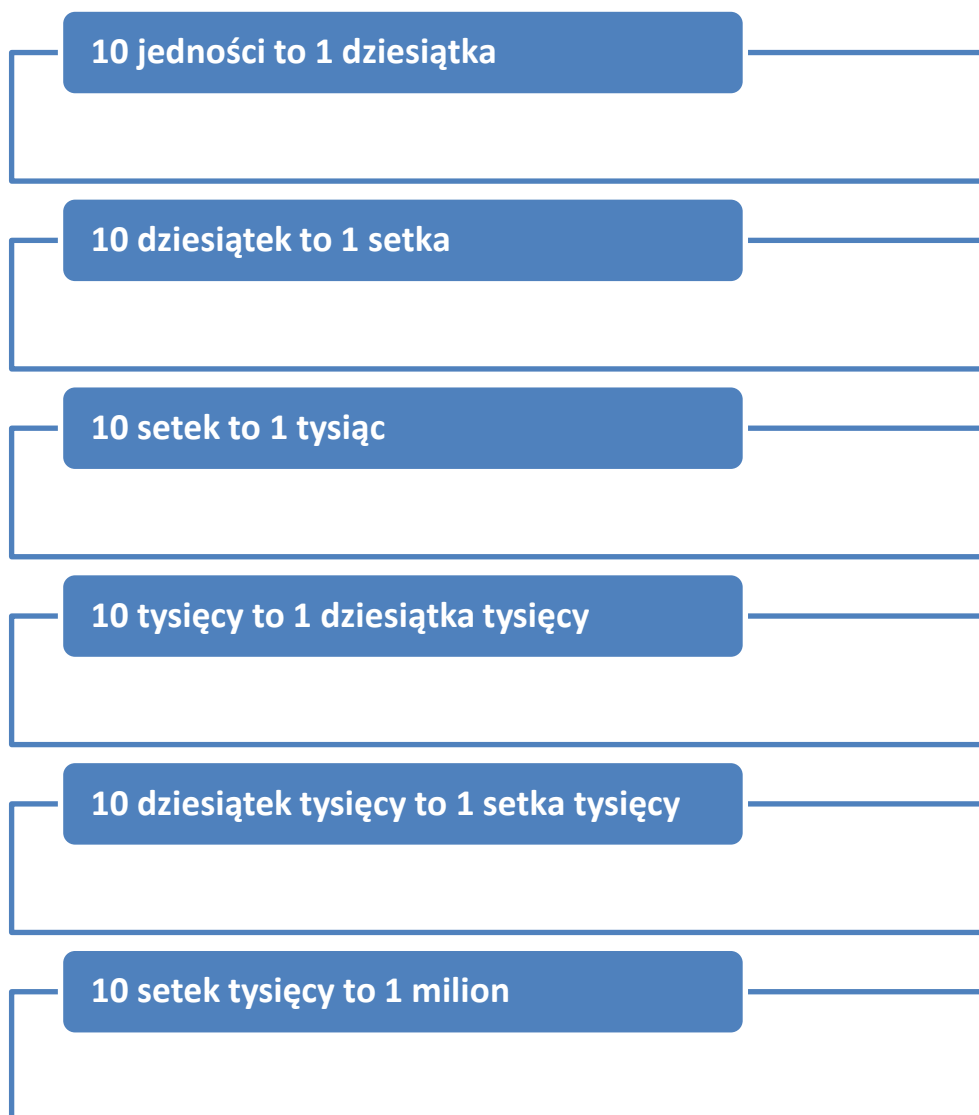 10 jedności to 1 dziesiątka
10 dziesiątek to 1 setka
10 setek to 1 tysiąc
10 tysięcy to 1 dziesiątka tysięcy
10 dziesiątek tysięcy to 1 setka tysięcy
10 setek tysięcy to 1 milion